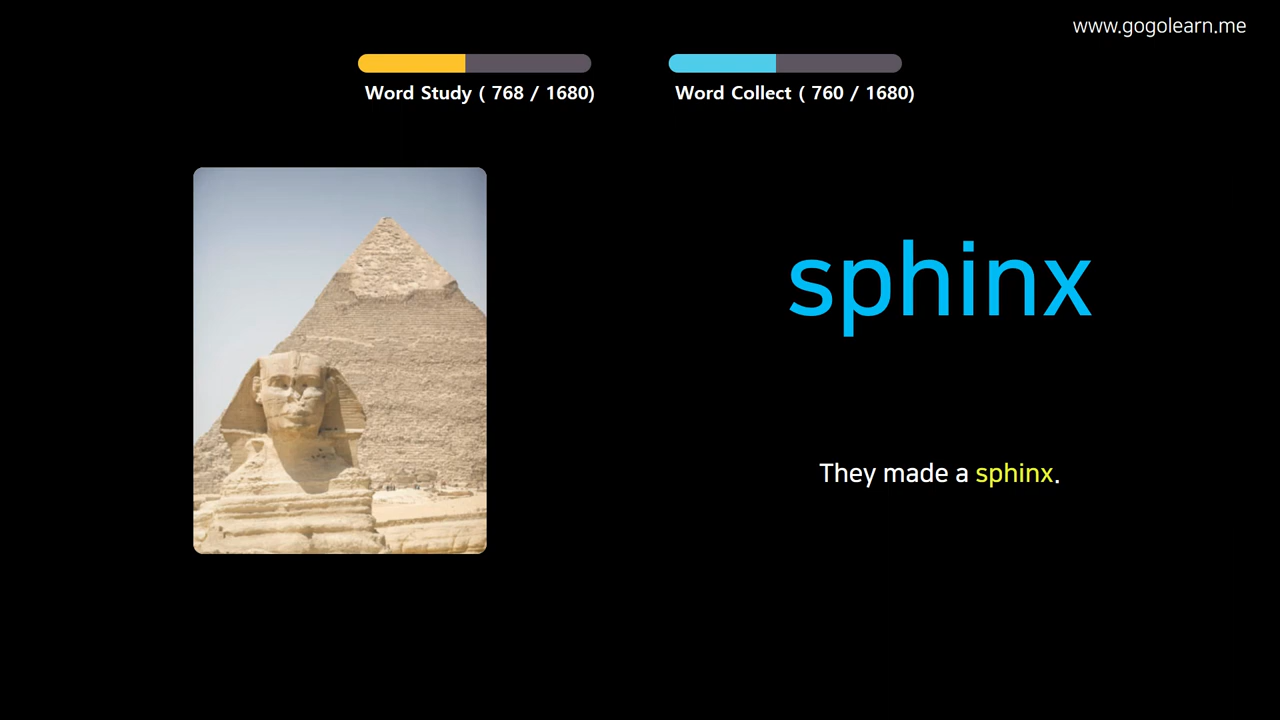 www.gogolearn.me
Word Study ( 768 / 1680)
Word Collect ( 760 / 1680)
sphinx
They made a sphinx.